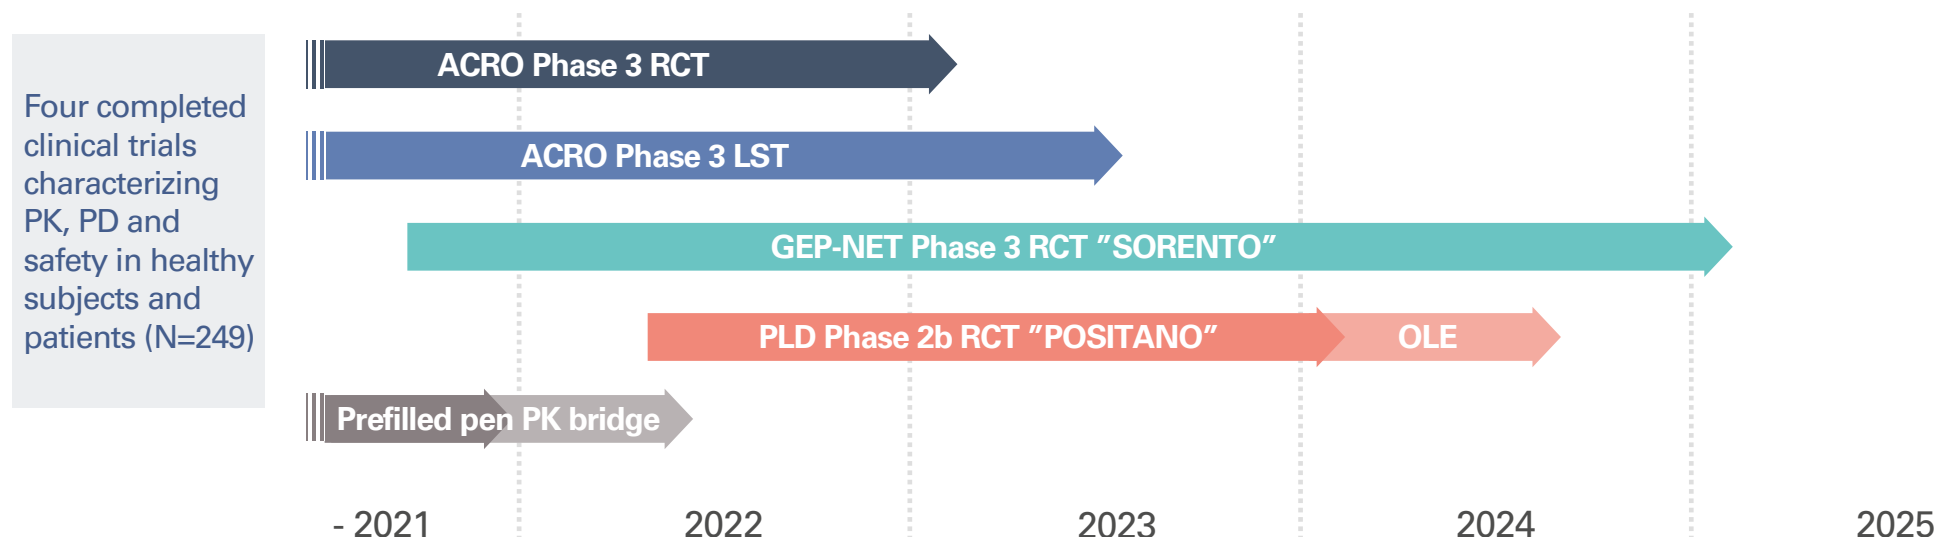 Four completed
clinical trials
characterizing
PK, PD and
safety in healthy
subjects and
patients (N=249)
ACRO Phase 3 RCT
ACRO Phase 3 LST
GEP-NET Phase 3 RCT ”SORENTO”
PLD Phase 2b RCT ”POSITANO”
OLE
Prefilled pen PK bridge
- 2021
2022
2023
2024
2025